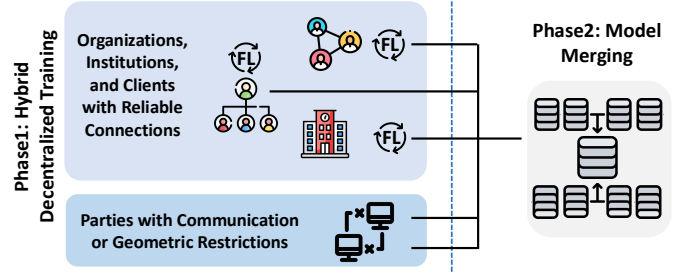 Phase1: Hybrid
Decentralized Training
Organizations,
Institutions,
and Clients
with Reliable
Connections
FL
FL
FL
Parties with Communication
or Geometric Restrictions
Phase2: Model
Merging